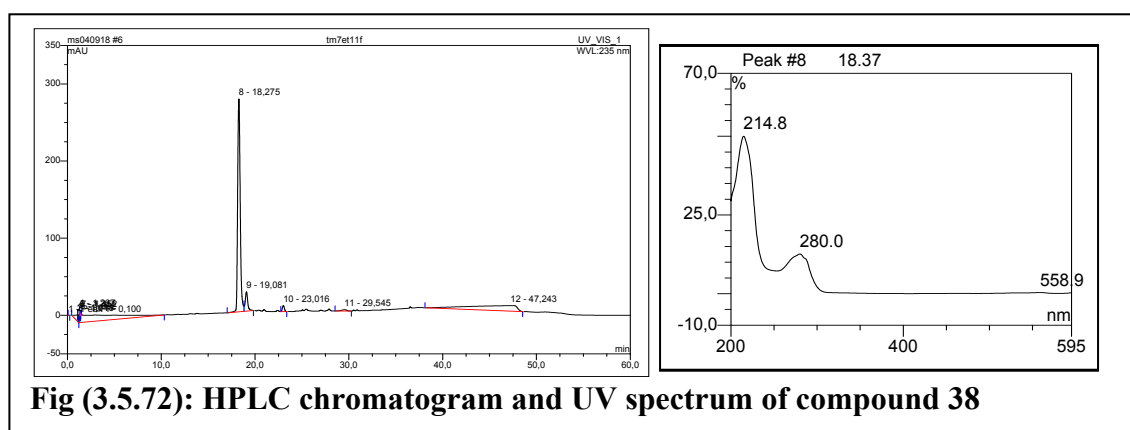 ms040918 #6 tm7et11f UV_VIS_1
mAU WVL:235 nm
350
300
200
100
0
-50
8 - 18,275
9 - 19,081
10 - 23,016
11 - 29,545
12 - 47,243
0,100
min
0,0 10,0 20,0 30,0 40,0 50,0 60,0
Peak #8 18.37
70,0
%
214.8
25,0
280.0
558.9
nm
-10,0
200 400 595
Fig (3.5.72): HPLC chromatogram and UV spectrum of compound 38